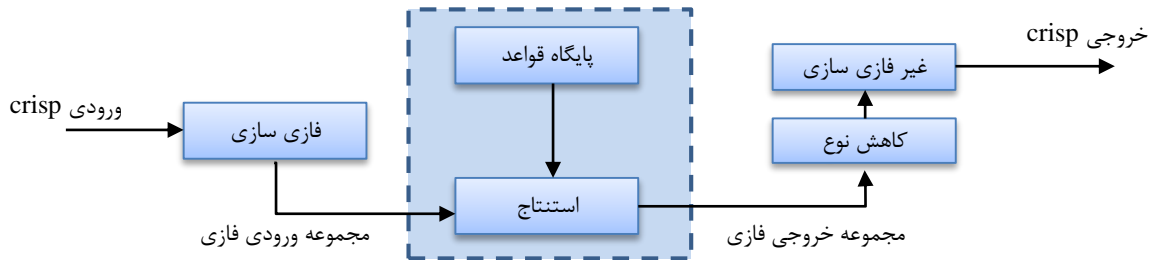 خروجی crisp
پایگاه قواعد
غیر فازی سازی
ورودی crisp
فازی سازی
کاهش نوع
استنتاج
مجموعه ورودی فازی
مجموعه خروجی فازی